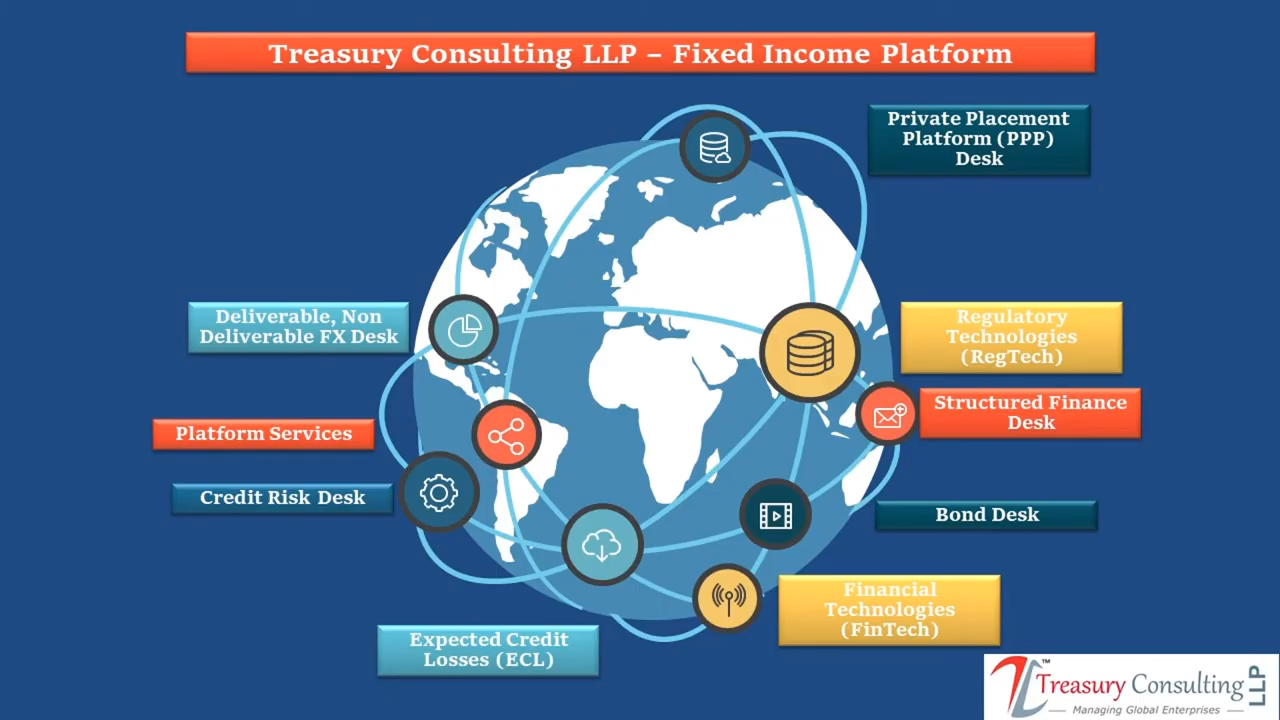 Treasury Consulting LLP – Fixed Income Platform
Private Placement
Platform (PPP)
Desk
Deliverable, Non
Deliverable FX Desk
Regulatory
Technologies
(RegTech)
Structured Finance
Desk
Platform Services
Credit Risk Desk
Bond Desk
Financial
Technologies
(FinTech)
Expected Credit
Losses (ECL)
TC™
Treasury Consulting LLP
Managing Global Enterprises